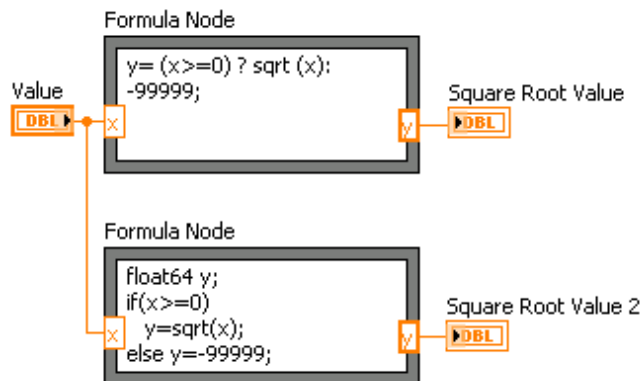 Formula Node
y= (x>=0) ? sqrt (x):
-99999;
Value
DBL
x
y
Square Root Value
DBL
Formula Node
float64 y;
if(x>=0)
y=sqrt(x);
else y=-99999;
x
y
Square Root Value 2
DBL